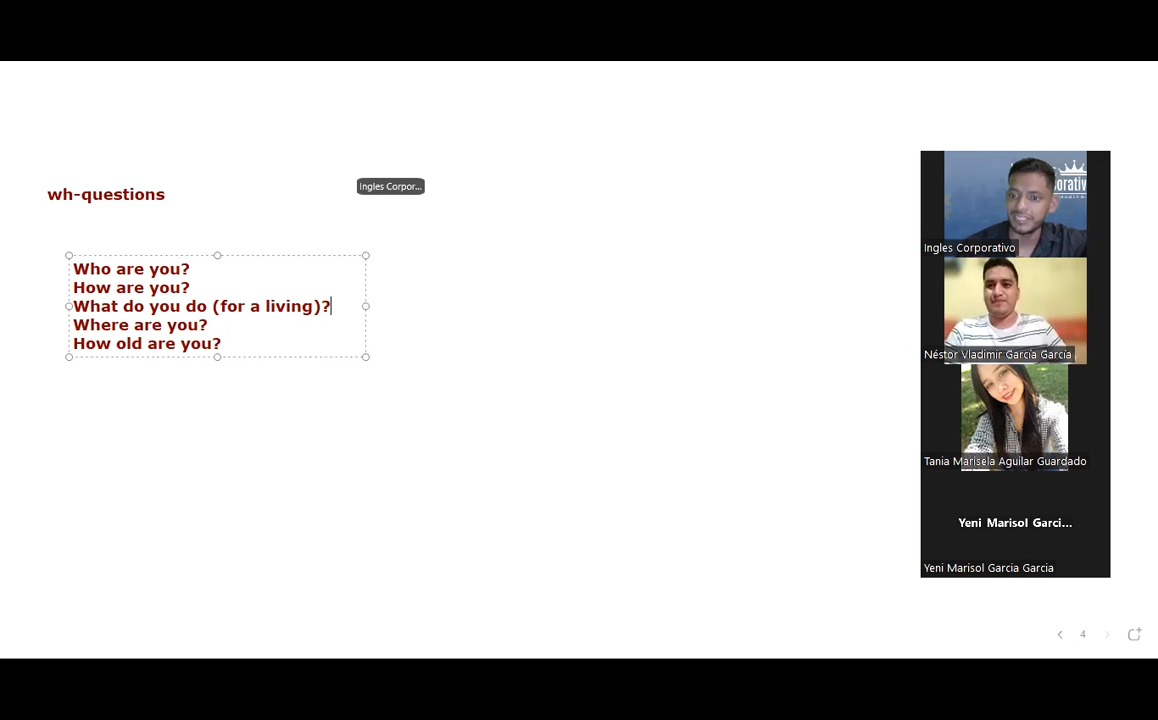 wh-questions
Ingles Corpor...
Who are you?
How are you?
What do you do (for a living)?
Where are you?
How old are you?
orativ
Ingles Corporativo
Néstor Vladimir García García
Tania Marisela Aguilar Guardado
Yeni Marisol Garci...
Yeni Marisol Garcia Garcia
4